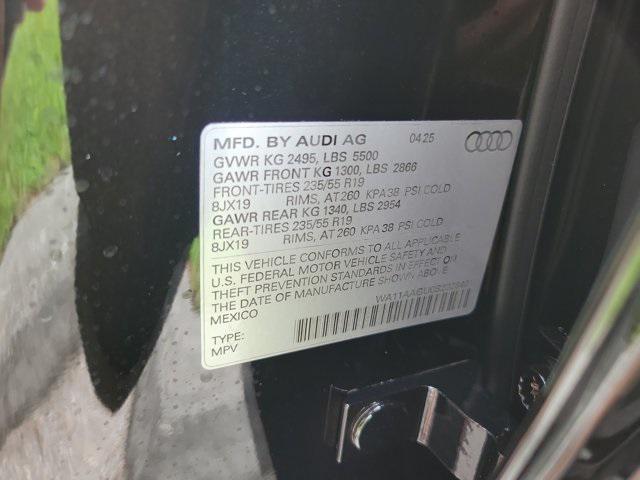 MFD. BY AUDI AG 04 25
GVWR KG 2495, LBS 5500
GAWR FRONT KG 1300, LBS 2866
FRONT-TIRES 235/55 R19
8JX19 RIMS, AT 260 KPA 38 PSI COLD
GAWR REAR KG 1340, LBS 2954
REAR-TIRES 235/55 R19
8JX19 RIMS, AT 260 KPA 38 PSI COLD
THIS VEHICLE CONFORMS TO ALL APPLICABLE
U.S. FEDERAL MOTOR VEHICLE SAFETY AND
THEFT PREVENTION STANDARDS IN EFFECT ON
THE DATE OF MANUFACTURE SHOWN ABOVE.
MEXICO
TYPE:
MPV